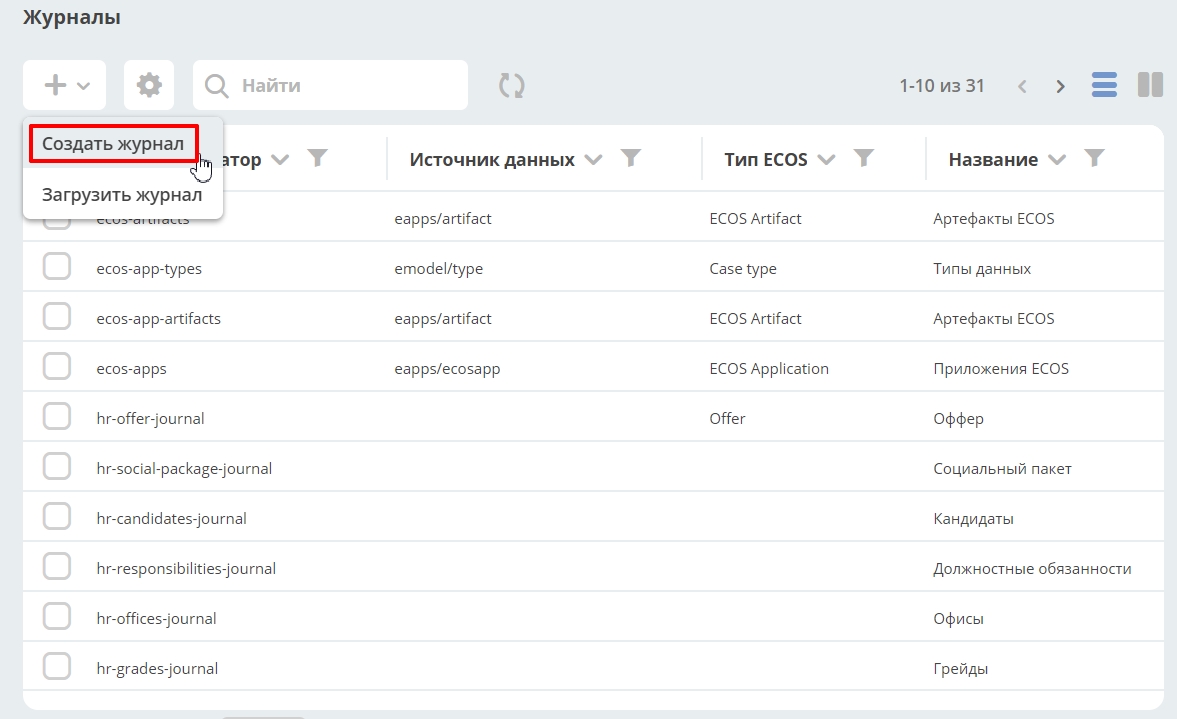 Журналы
Найти
1-10 из 31
Создать журнал
Загрузить журнал
атор Источник данных Тип ECOS Название
ecos-artifacts eapps/artifact ECOS Artifact Артефакты ECOS
ecos-app-types emodel/type Case type Типы данных
ecos-app-artifacts eapps/artifact ECOS Artifact Артефакты ECOS
ecos-apps eapps/ecosapp ECOS Application Приложения ECOS
hr-offer-journal Offer Оффер
hr-social-package-journal Социальный пакет
hr-candidates-journal Кандидаты
hr-responsibilities-journal Должностные обязанности
hr-offices-journal Офисы
hr-grades-journal Грейды